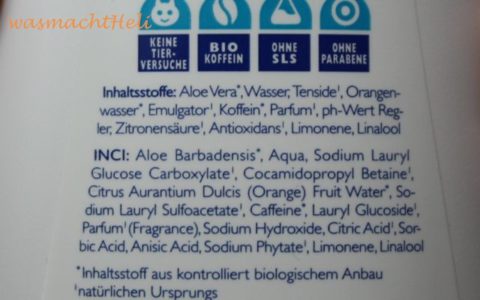 wasmachtHeli
KEINE TIER- VERSUCHE
BIO KOFFEIN
OHNE SLS
OHNE PARABENE
Inhaltsstoffe: Aloe Vera*, Wasser, Tenside¹, Orangen-
wasser*, Emulgator¹, Koffein*, Parfum¹, ph-Wert Reg-
ler, Zitronensäure¹, Antioxidans¹, Limonene, Linalool
INCI: Aloe Barbadensis*, Aqua, Sodium Lauryl
Glucose Carboxylate¹, Cocamidopropyl Betaine¹,
Citrus Aurantium Dulcis (Orange) Fruit Water*, So-
dium Lauryl Sulfoacetate¹, Caffeine*, Lauryl Glucoside¹,
Parfum¹(Fragrance), Sodium Hydroxide, Citric Acid¹, Sor-
bic Acid, Anisic Acid, Sodium Phytate¹, Limonene, Linalool
*Inhaltsstoff aus kontrolliert biologischem Anbau
¹natürlichen Ursprungs